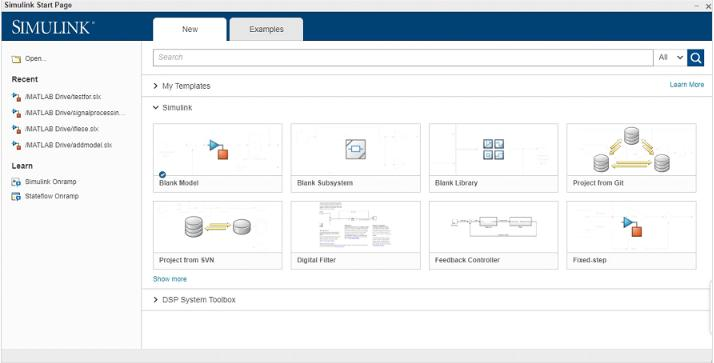 Simulink Start Page
SIMULINK®
New
Examples
Open...
Recent
/MATLAB Drive/testfor.slx
/MATLAB Drive/signalprocessin...
/MATLAB Drive/iflese.slx
/MATLAB Drive/addmodel.slx
Learn
Simulink Onramp
Stateflow Onramp
Search
All
My Templates
Learn More
Simulink
Blank Model
Blank Subsystem
Blank Library
Project from Git
Project from SVN
Digital Filter
Feedback Controller
Fixed-step
Show more
DSP System Toolbox